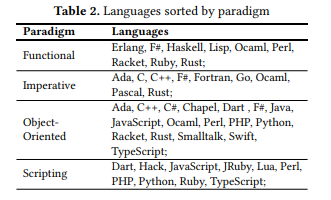 Table 2. Languages sorted by paradigm
Paradigm Languages
Functional Erlang, F#, Haskell, Lisp, Ocaml, Perl,
Racket, Ruby, Rust;
Imperative Ada, C, C++, F#, Fortran, Go, Ocaml,
Pascal, Rust;
Ada, C++, C#, Chapel, Dart , F#, Java,
Object- JavaScript, Ocaml, Perl, PHP, Python,
Oriented Racket, Rust, Smalltalk, Swift,
TypeScript;
Scripting Dart, Hack, JavaScript, JRuby, Lua, Perl,
PHP, Python, Ruby, TypeScript;